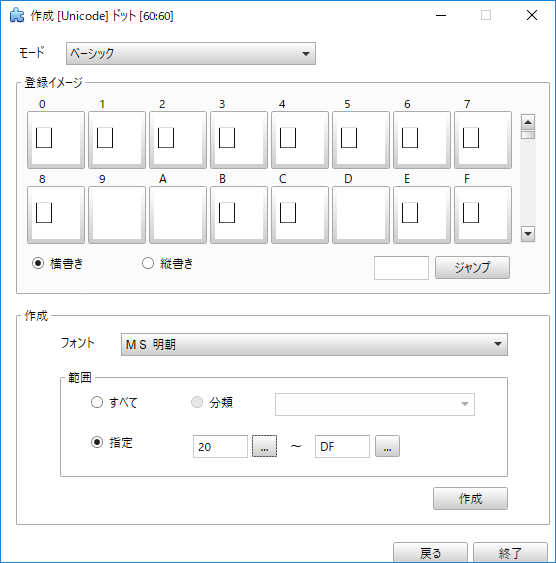 作成 [Unicode] ドット [60:60]
モード ベーシック
登録イメージ
0 1 2 3 4 5 6 7
8 9 A B C D E F
横書き 縦書き ジャンプ
作成
フォント ＭＳ 明朝
範囲
すべて 分類
指定 20 ... ～ DF ...
作成
戻る 終了